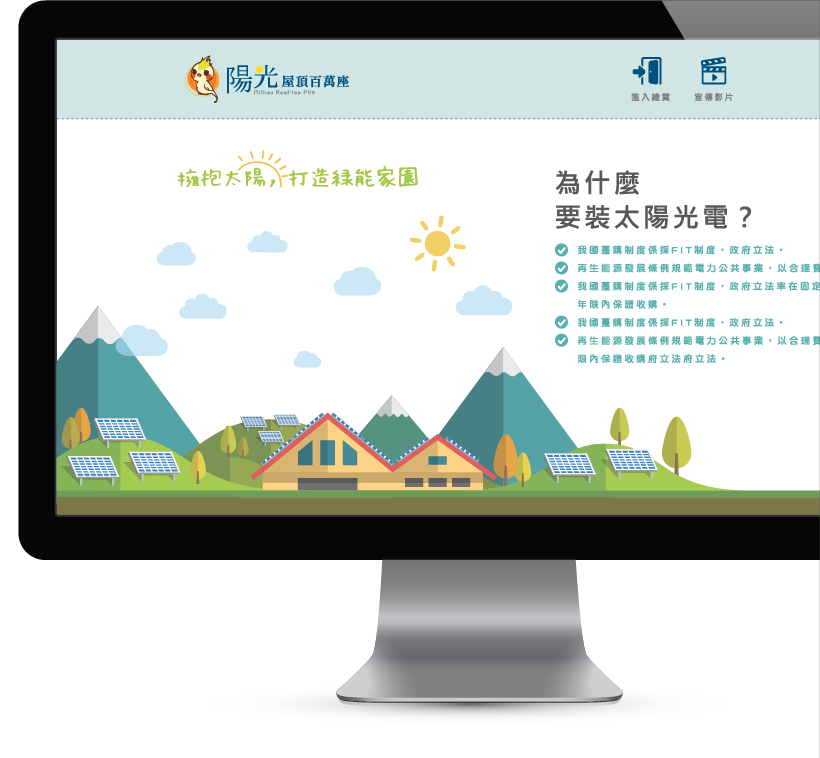 陽光屋頂百萬座
Million Rooftop PVs
進入總覽
宣傳影片
擁抱太陽，打造綠能家園
為什麼
要裝太陽光電？
我國躉購制度係採FIT制度，政府立法。
再生能源發展條例規範電力公共事業，以合理費
我國躉購制度係採FIT制度，政府立法率在固定
年限內保證收購。
我國躉購制度係採FIT制度，政府立法。
再生能源發展條例規範電力公共事業，以合理費
限內保證收購府立法府立法。